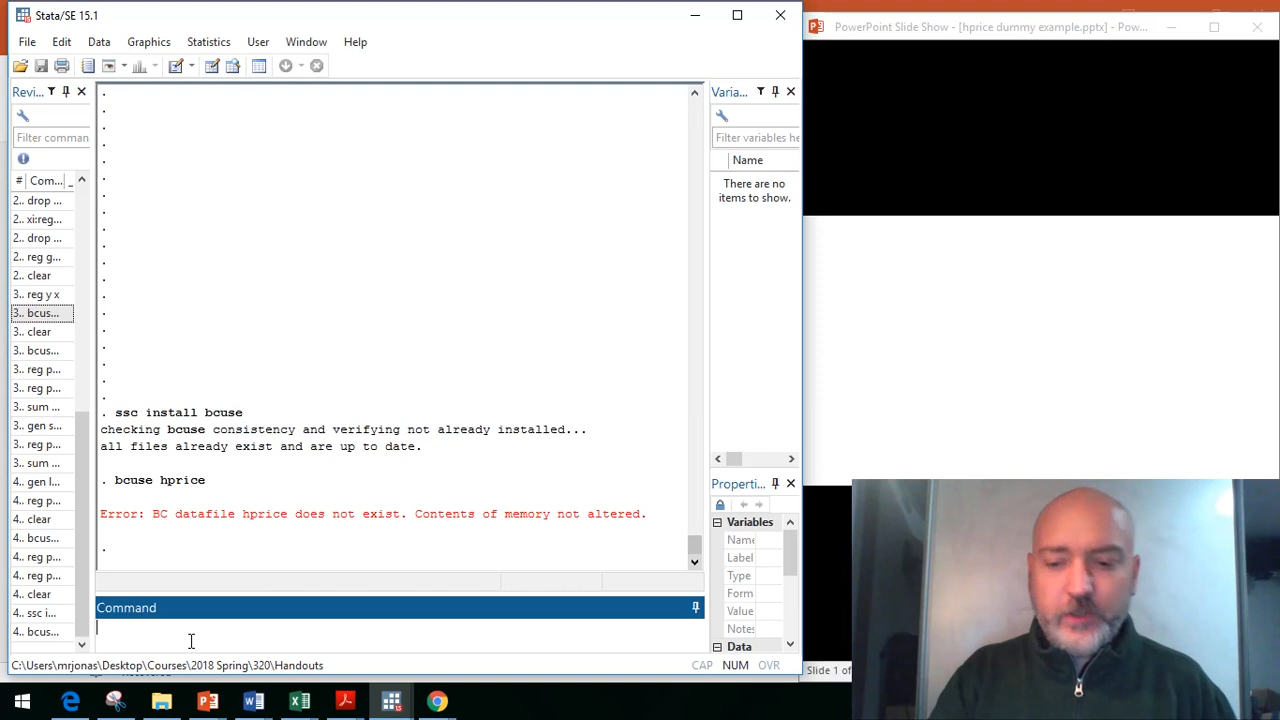 Stata/SE 15.1
File Edit Data Graphics Statistics User Window Help
Revi...
Filter comman
# Com...
2.. drop ...
2.. xi:reg...
2.. drop ...
2.. reg g...
2.. clear
3.. reg y x
3.. bcus...
3.. clear
3.. bcus...
3.. reg p...
3.. reg p...
3.. sum ...
3.. gen s...
3.. reg p...
3.. sum ...
4.. gen l...
4.. reg p...
4.. clear
4.. bcus...
4.. reg p...
4.. reg p...
4.. clear
4.. ssc i...
4.. bcus...
. ssc install bcuse
checking bcuse consistency and verifying not already installed...
all files already exist and are up to date.
. bcuse hprice
Error: BC datafile hprice does not exist. Contents of memory not altered.
.
Command
C:\Users\mrjonas\Desktop\Courses\2018 Spring\320\Handouts
CAP NUM OVR
Varia...
Filter variables he
Name
There are no
items to show.
Properti...
Variables
Name
Label
Type
Form
Value
Notes
Data
PowerPoint Slide Show - [hprice dummy example.pptx] - Pow...
Slide 1 of